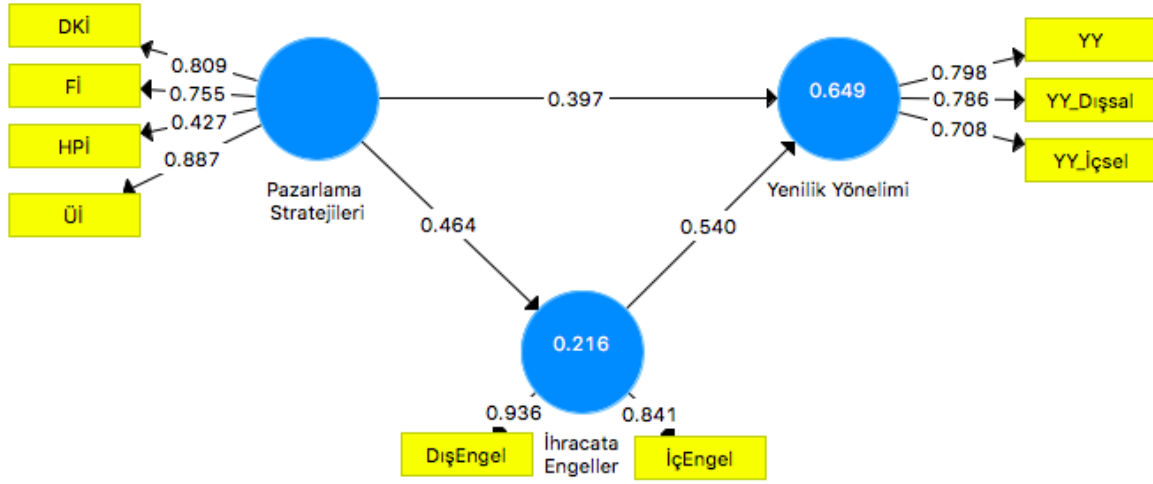 DKİ
Fİ
HPİ
Üİ
0.809
0.755
0.427
0.887
Pazarlama
Stratejileri
0.397
0.464
0.540
0.649
Yenilik Yönelimi
0.798
0.786
0.708
YY
YY_Dışsal
YY_İçsel
0.216
0.936
0.841
DışEngel
İhracata
Engeller
İçEngel